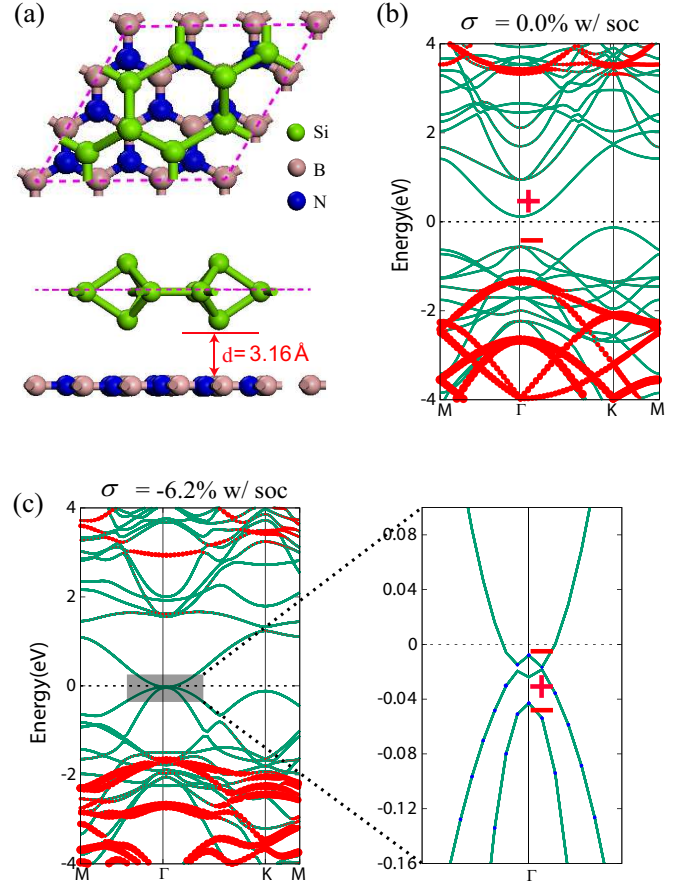 (a)
Si
B
N
d=3.16 Å
(b)
σ = 0.0% w/ soc
Energy(eV)
4
2
0
-2
-4
+
−
M Γ K M
(c)
σ = -6.2% w/ soc
Energy(eV)
4
2
0
-2
-4
M Γ K M
0.08
0.04
0
-0.04
-0.08
-0.12
-0.16
−
+
−
Γ